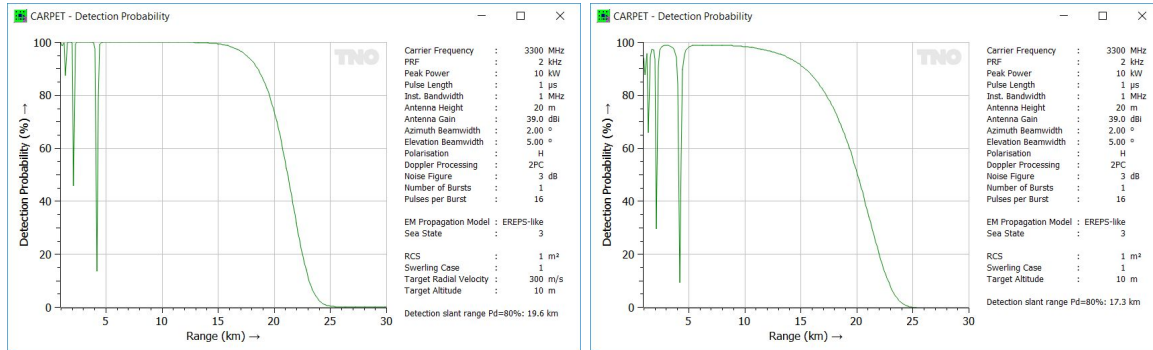 CARPET - Detection Probability
TNO
Detection Probability (%) →
100
80
60
40
20
0
5
10
15
20
25
30
Range (km) →
Carrier Frequency : 3300 MHz
PRF : 2 kHz
Peak Power : 10 kW
Pulse Length : 1 µs
Inst. Bandwidth : 1 MHz
Antenna Height : 20 m
Antenna Gain : 39.0 dBi
Azimuth Beamwidth : 2.00 °
Elevation Beamwidth : 5.00 °
Polarisation : H
Doppler Processing : 2PC
Noise Figure : 3 dB
Number of Bursts : 1
Pulses per Burst : 16
EM Propagation Model : EREPS-like
Sea State : 3
RCS : 1 m²
Swerling Case : 1
Target Radial Velocity : 300 m/s
Target Altitude : 10 m
Detection slant range Pd=80%: 19.6 km
CARPET - Detection Probability
TNO
Detection Probability (%) →
100
80
60
40
20
0
5
10
15
20
25
30
Range (km) →
Carrier Frequency : 3300 MHz
PRF : 2 kHz
Peak Power : 10 kW
Pulse Length : 1 µs
Inst. Bandwidth : 1 MHz
Antenna Height : 20 m
Antenna Gain : 39.0 dBi
Azimuth Beamwidth : 2.00 °
Elevation Beamwidth : 5.00 °
Polarisation : H
Doppler Processing : 2PC
Noise Figure : 3 dB
Number of Bursts : 1
Pulses per Burst : 16
EM Propagation Model : EREPS-like
Sea State : 3
RCS : 1 m²
Swerling Case : 1
Target Altitude : 10 m
Detection slant range Pd=80%: 17.3 km